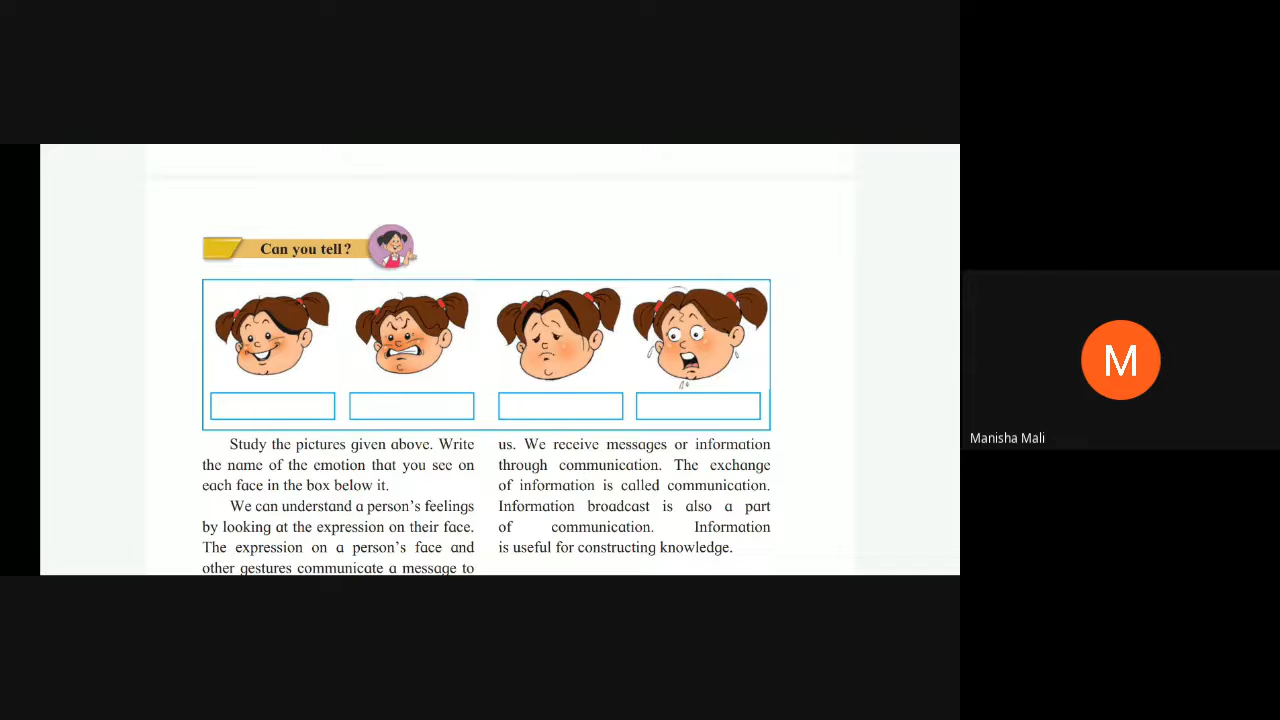 Can you tell?
Study the pictures given above. Write
the name of the emotion that you see on
each face in the box below it.
We can understand a person's feelings
by looking at the expression on their face.
The expression on a person's face and
other gestures communicate a message to
us. We receive messages or information
through communication. The exchange
of information is called communication.
Information broadcast is also a part
of communication. Information
is useful for constructing knowledge.
M
Manisha Mali